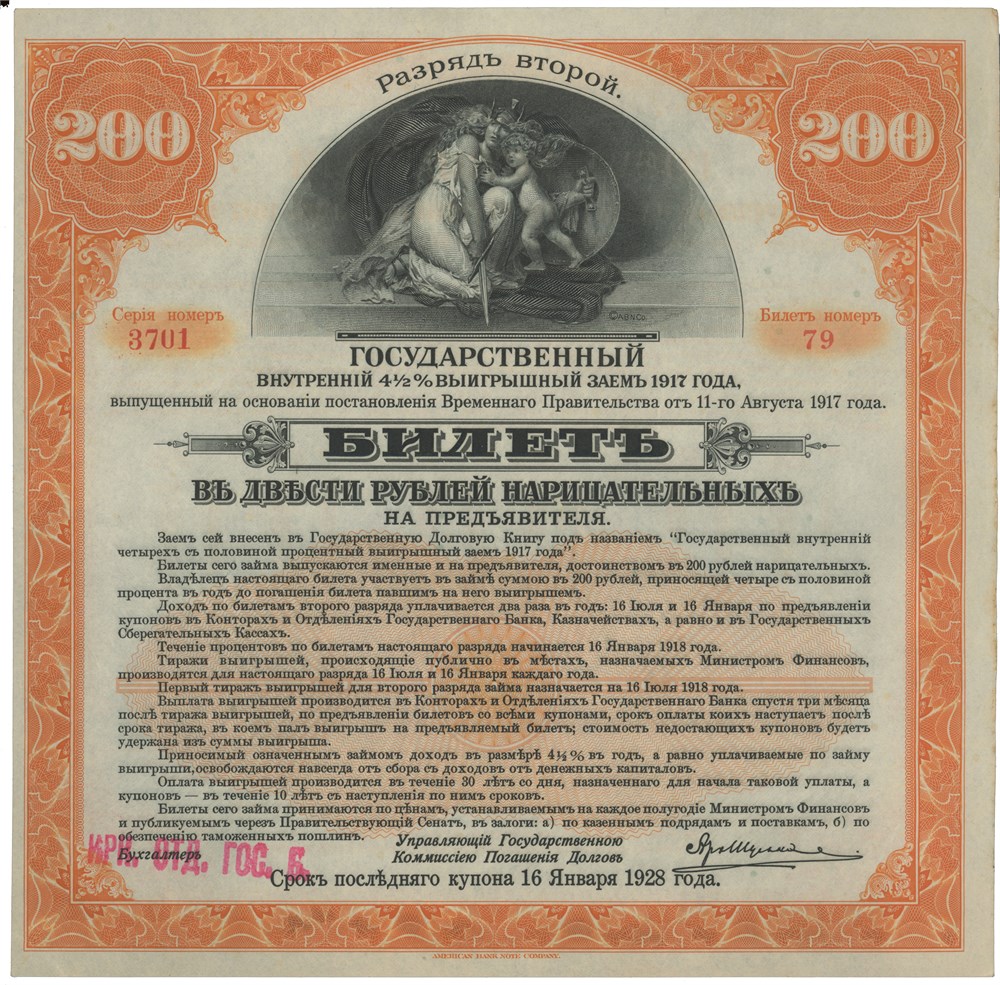 Разрядъ второй.
200 200
©ABNCo.
Серія номеръ Билетъ номеръ
3701 79
ГОСУДАРСТВЕННЫЙ
ВНУТРЕННІЙ 4½% ВЫИГРЫШНЫЙ ЗАЕМЪ 1917 ГОДА,
выпущенный на основаніи постановленія Временнаго Правительства отъ 11-го Августа 1917 года.
БИЛЕТЪ
ВЪ ДВѢСТИ РУБЛЕЙ НАРИЦАТЕЛЬНЫХЪ
НА ПРЕДЪЯВИТЕЛЯ.
Заемъ сей внесенъ въ Государственную Долговую Книгу подъ названіемъ “Государственный внутренній
четырехъ съ половиной процентный выигрышный заемъ 1917 года”.
Билеты сего займа выпускаются именные и на предъявителя, достоинствомъ въ 200 рублей нарицательныхъ.
Владѣлецъ настоящаго билета участвуетъ въ займѣ суммою въ 200 рублей, приносящей четыре съ половиной
процента въ годъ до погашенія билета павшимъ на него выигрышемъ.
Доходъ по билетамъ второго разряда уплачивается два раза въ годъ: 16 Іюля и 16 Января по предъявленіи
купоновъ въ Конторахъ и Отдѣленіяхъ Государственнаго Банка, Казначействахъ, а равно и въ Государственныхъ
Сберегательныхъ Кассахъ.
Теченіе процентовъ по билетамъ настоящаго разряда начинается 16 Января 1918 года.
Тиражи выигрышей, происходящіе публично въ мѣстахъ, назначаемыхъ Министромъ Финансовъ,
производятся для настоящаго разряда 16 Іюля и 16 Января каждаго года.
Первый тиражъ выигрышей для второго разряда займа назначается на 16 Іюля 1918 года.
Выплата выигрышей производится въ Конторахъ и Отдѣленіяхъ Государственнаго Банка спустя три мѣсяца
послѣ тиража выигрышей, по предъявленіи билетовъ со всѣми купонами, срокъ оплаты коихъ наступаетъ послѣ
срока тиража, въ коемъ палъ выигрышъ на предъявляемый билетъ; стоимость недостающихъ купоновъ будетъ
удержана изъ суммы выигрыша.
Приносимый означеннымъ займомъ доходъ въ размѣрѣ 4½% въ годъ, а равно уплачиваемые по займу
выигрыши, освобождаются навсегда отъ сбора съ доходовъ отъ денежныхъ капиталовъ.
Оплата выигрышей производится въ теченіе 30 лѣтъ со дня, назначеннаго для начала таковой уплаты, а
купоновъ — въ теченіе 10 лѣтъ съ наступленія по нимъ сроковъ.
Билеты сего займа принимаются по цѣнамъ, устанавливаемымъ на каждое полугодіе Министромъ Финансовъ
и публикуемымъ черезъ Правительствующій Сенатъ, въ залоги: а) по казеннымъ подрядамъ и поставкамъ, б) по
обезпеченію таможенныхъ пошлинъ.
Бухгалтеръ
ИРК. ОТД. ГОС. Б.
Управляющій Государственною
Коммиссіею Погашенія Долговъ
Срокъ послѣдняго купона 16 Января 1928 года.
AMERICAN BANK NOTE COMPANY.